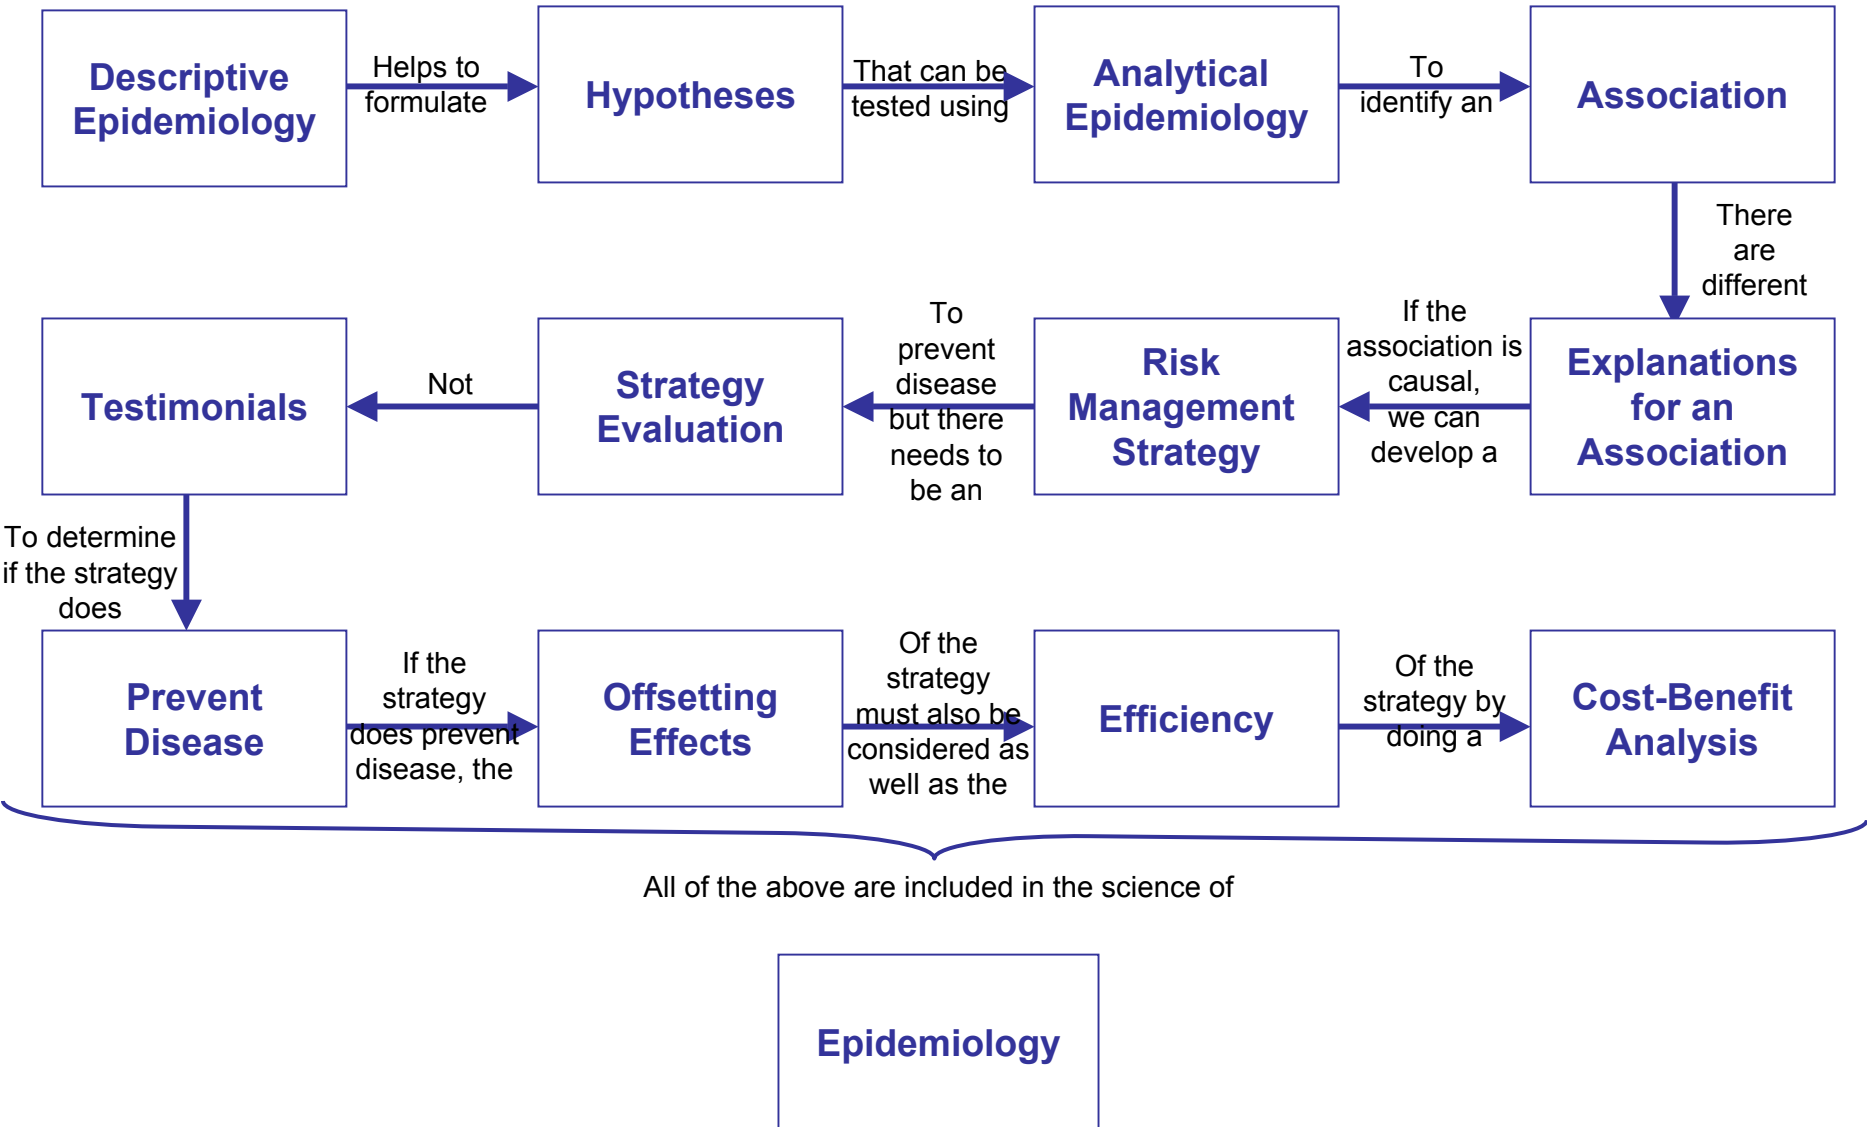 Descriptive
Epidemiology
Helps to
formulate
Hypotheses
That can be
tested using
Analytical
Epidemiology
To
identify an
Association
There
are
different
Explanations
for an
Association
If the
association is
causal,
we can
develop a
Risk
Management
Strategy
To
prevent
disease
but there
needs to
be an
Strategy
Evaluation
Not
Testimonials
To determine
if the strategy
does
Prevent
Disease
If the
strategy
does prevent
disease, the
Offsetting
Effects
Of the
strategy
must also be
considered as
well as the
Efficiency
Of the
strategy by
doing a
Cost-Benefit
Analysis
All of the above are included in the science of
Epidemiology